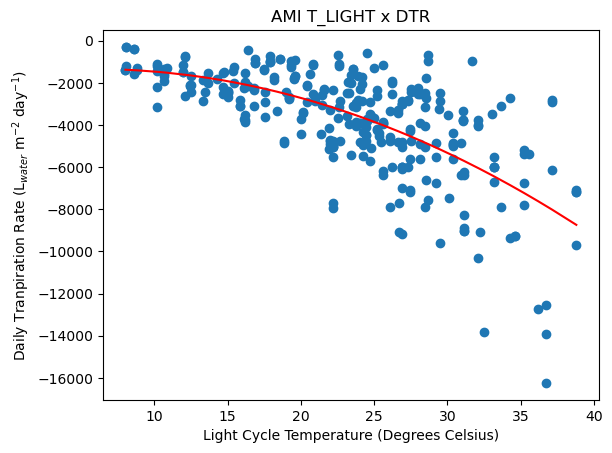 AMI T_LIGHT x DTR
Daily Tranpiration Rate (L_water m⁻² day⁻¹)
0
−2000
−4000
−6000
−8000
−10000
−12000
−14000
−16000
10 15 20 25 30 35 40
Light Cycle Temperature (Degrees Celsius)